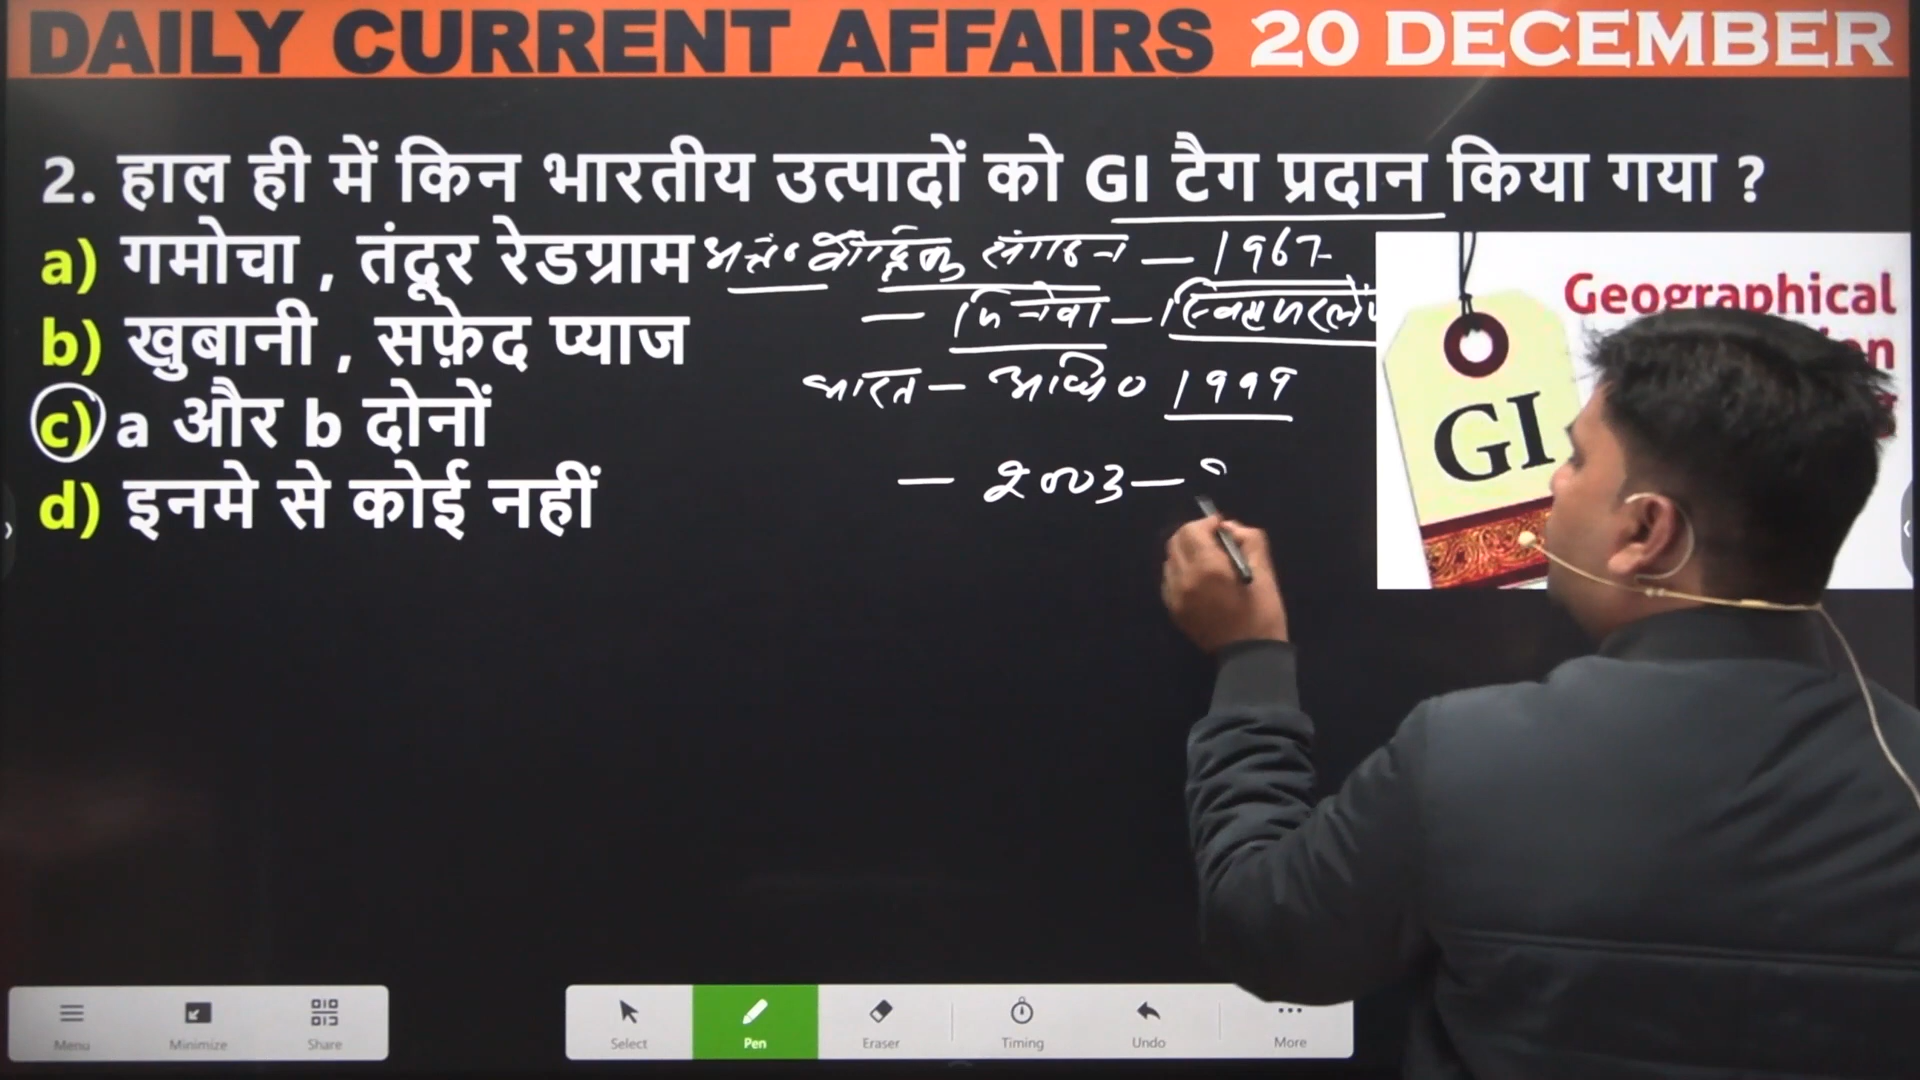 DAILY CURRENT AFFAIRS 20 DECEMBER
2. हाल ही में किन भारतीय उत्पादों को GI टैग प्रदान किया गया ?
a) गमोचा , तंदूर रेडग्राम
b) खुबानी , सफ़ेद प्याज
c) a और b दोनों
d) इनमे से कोई नहीं
— 1967
— जिनेवा —
भारत — अधि० 1999
— 2003 —
Geographical
GI
Menu Minimize Share Select Pen Eraser Timing Undo More